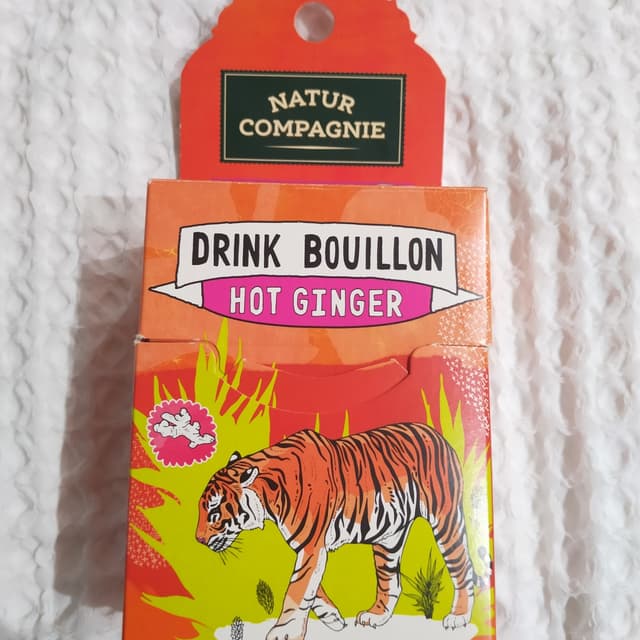 NATUR
COMPAGNIE
DRINK BOUILLON
HOT GINGER